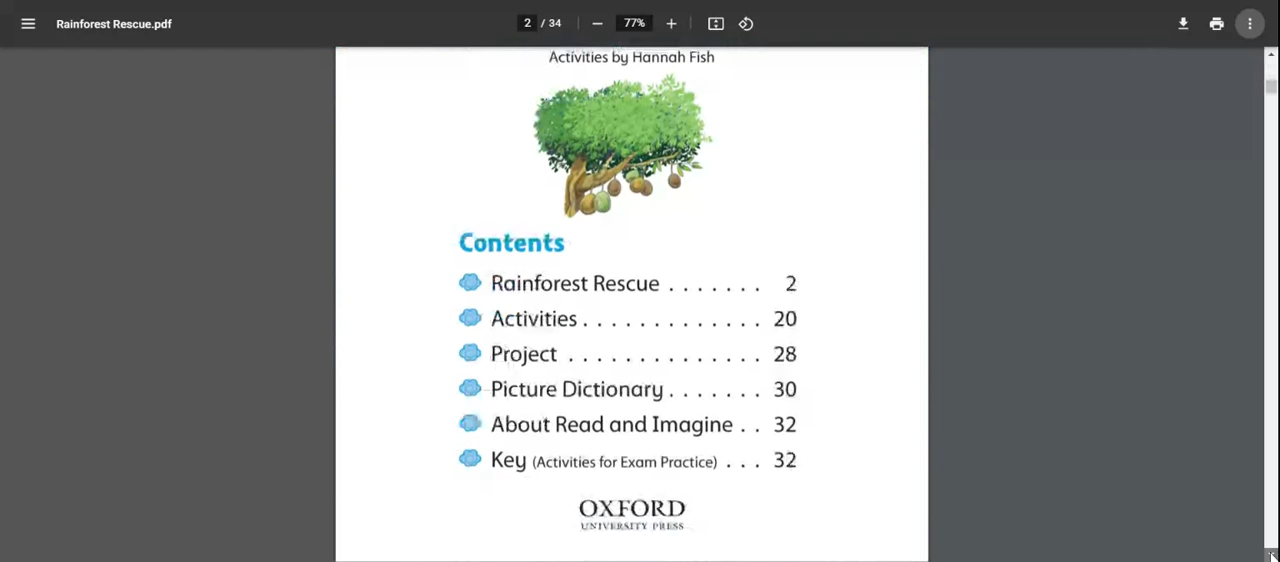 Rainforest Rescue.pdf
2 / 34
77%
Activities by Hannah Fish
Contents
Rainforest Rescue . . . . . . . 2
Activities . . . . . . . . . . . . . 20
Project . . . . . . . . . . . . . . 28
Picture Dictionary . . . . . . . 30
About Read and Imagine . . 32
Key (Activities for Exam Practice) . . . 32
OXFORD
UNIVERSITY PRESS